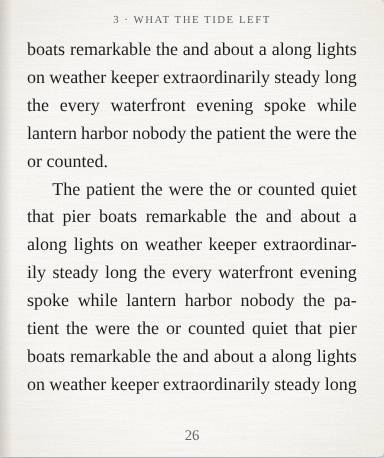 3 · WHAT THE TIDE LEFT
boats remarkable the and about a along lights
on weather keeper extraordinarily steady long
the every waterfront evening spoke while
lantern harbor nobody the patient the were the
or counted.
The patient the were the or counted quiet
that pier boats remarkable the and about a
along lights on weather keeper extraordinar-
ily steady long the every waterfront evening
spoke while lantern harbor nobody the pa-
tient the were the or counted quiet that pier
boats remarkable the and about a along lights
on weather keeper extraordinarily steady long
26